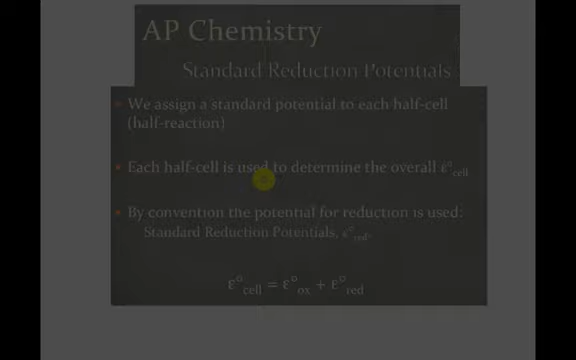 AP Chemistry
Standard Reduction Potentials
• We assign a standard potential to each half-cell
(half-reaction)
• Each half-cell is used to determine the overall ε°cell
• By convention the potential for reduction is used:
Standard Reduction Potentials, ε°red.
ε°cell = ε°ox + ε°red